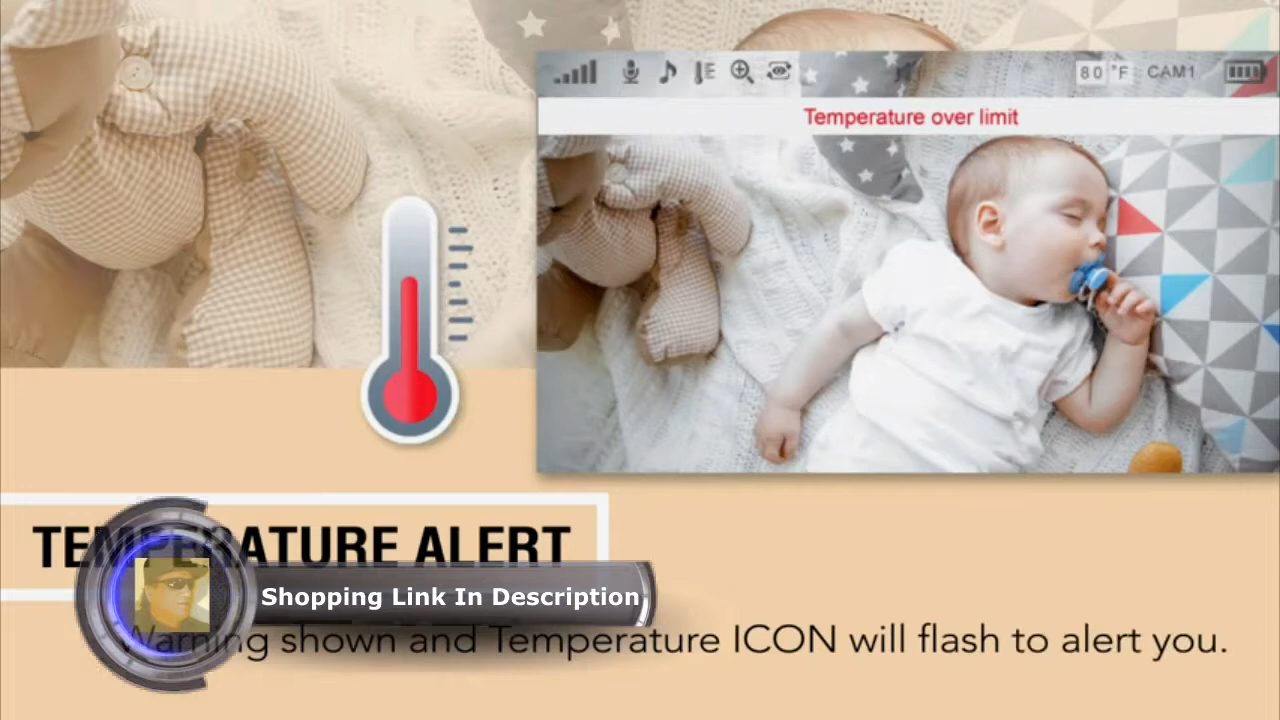 80 °F CAM1
Temperature over limit
TEMPERATURE ALERT
Shopping Link In Description
Warning shown and Temperature ICON will flash to alert you.